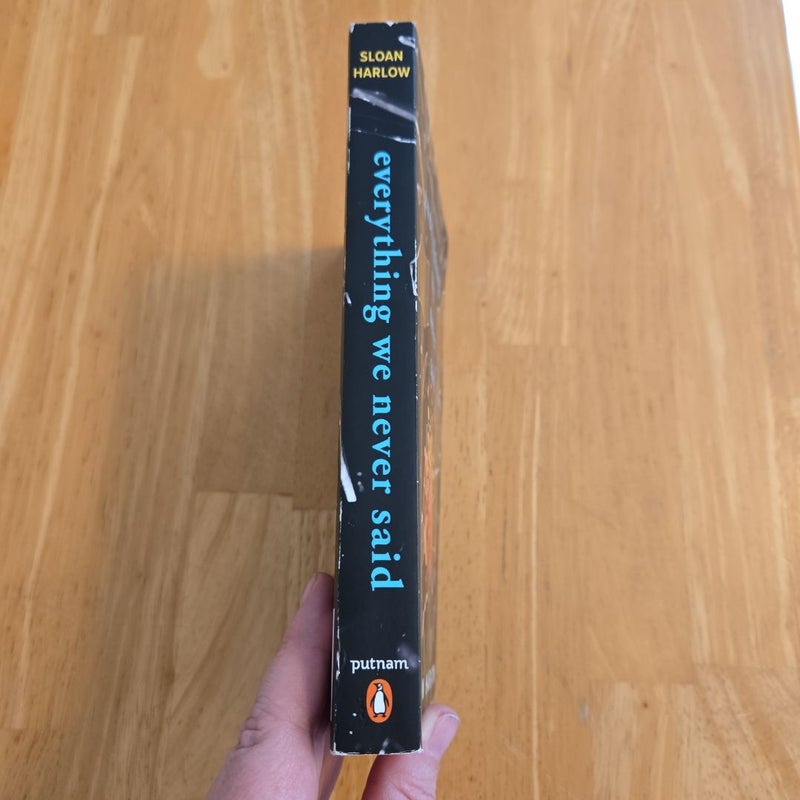 SLOAN
HARLOW
everything we never said
putnam